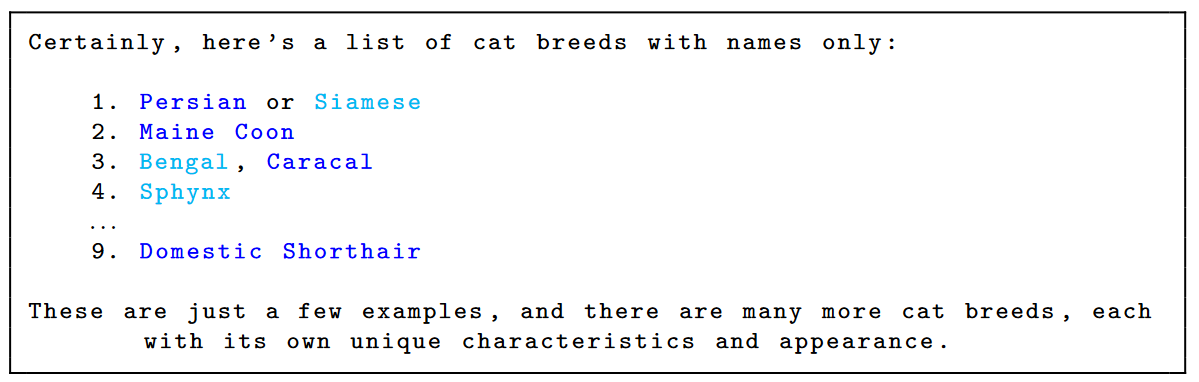 Certainly, here's a list of cat breeds with names only:
1. Persian or Siamese
2. Maine Coon
3. Bengal, Caracal
4. Sphynx
...
9. Domestic Shorthair
These are just a few examples, and there are many more cat breeds, each
with its own unique characteristics and appearance.